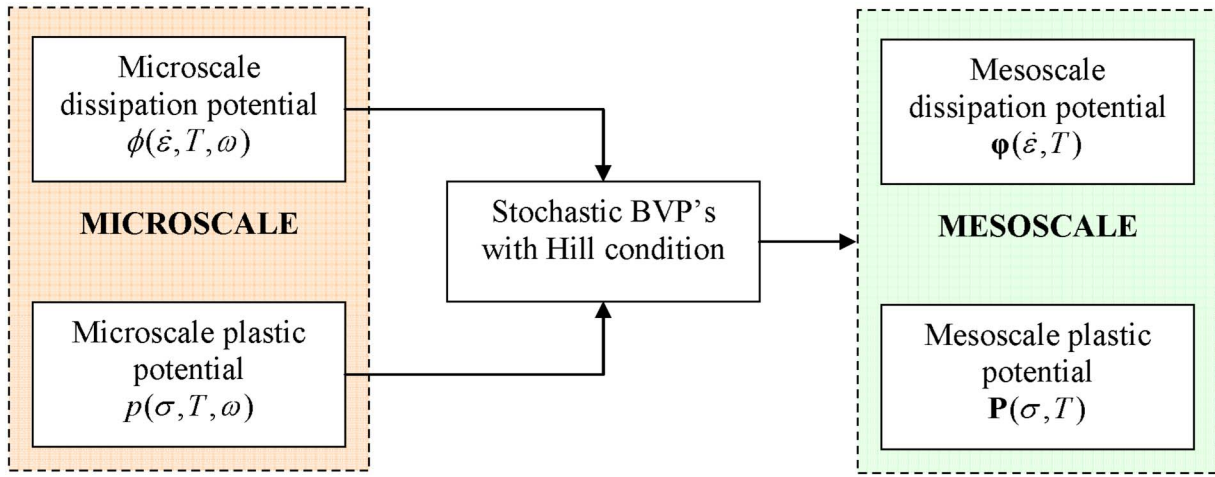 Microscale
dissipation potential
ϕ(ε̇, T, ω)
MICROSCALE
Microscale plastic
potential
p(σ, T, ω)
Stochastic BVP’s
with Hill condition
Mesoscale
dissipation potential
φ(ε̇, T)
MESOSCALE
Mesoscale plastic
potential
P(σ, T)